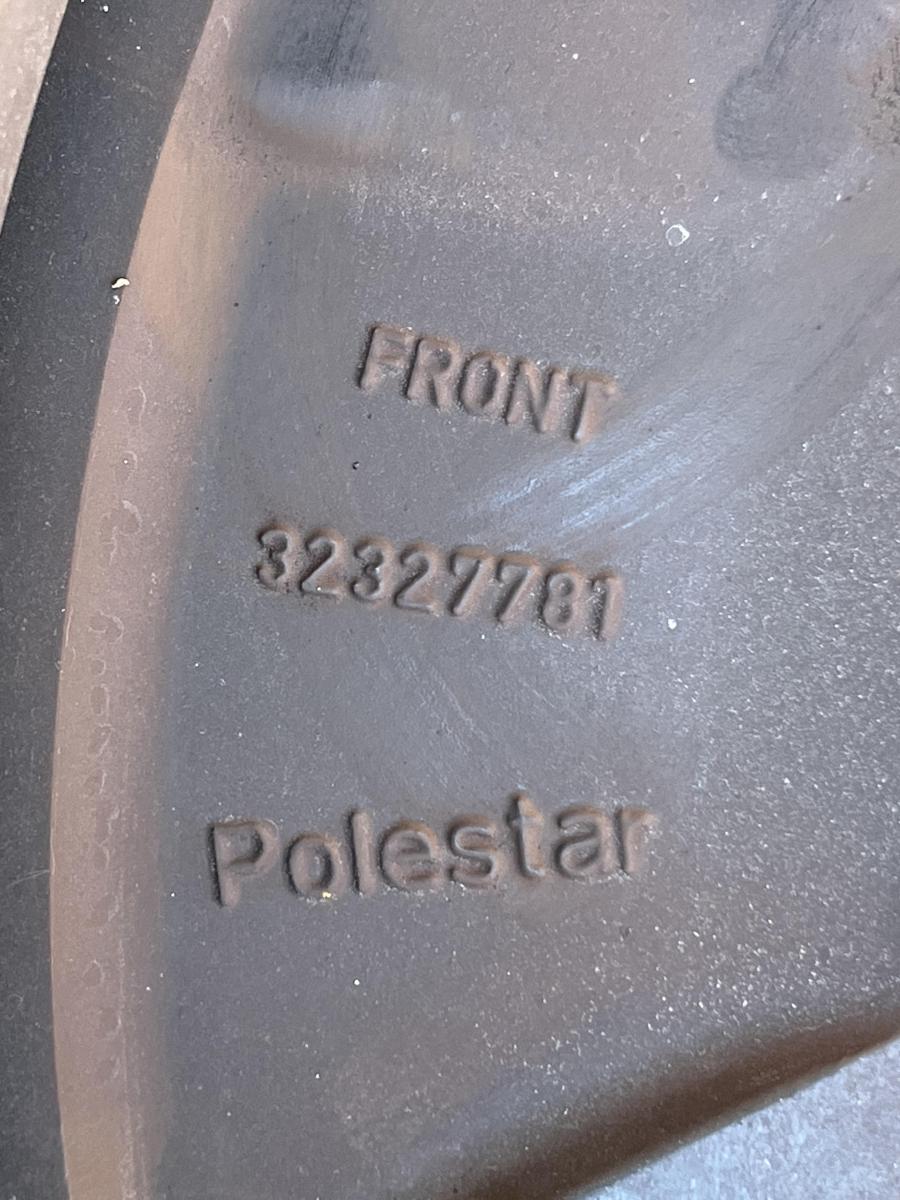 FRONT
32327781
Polestar